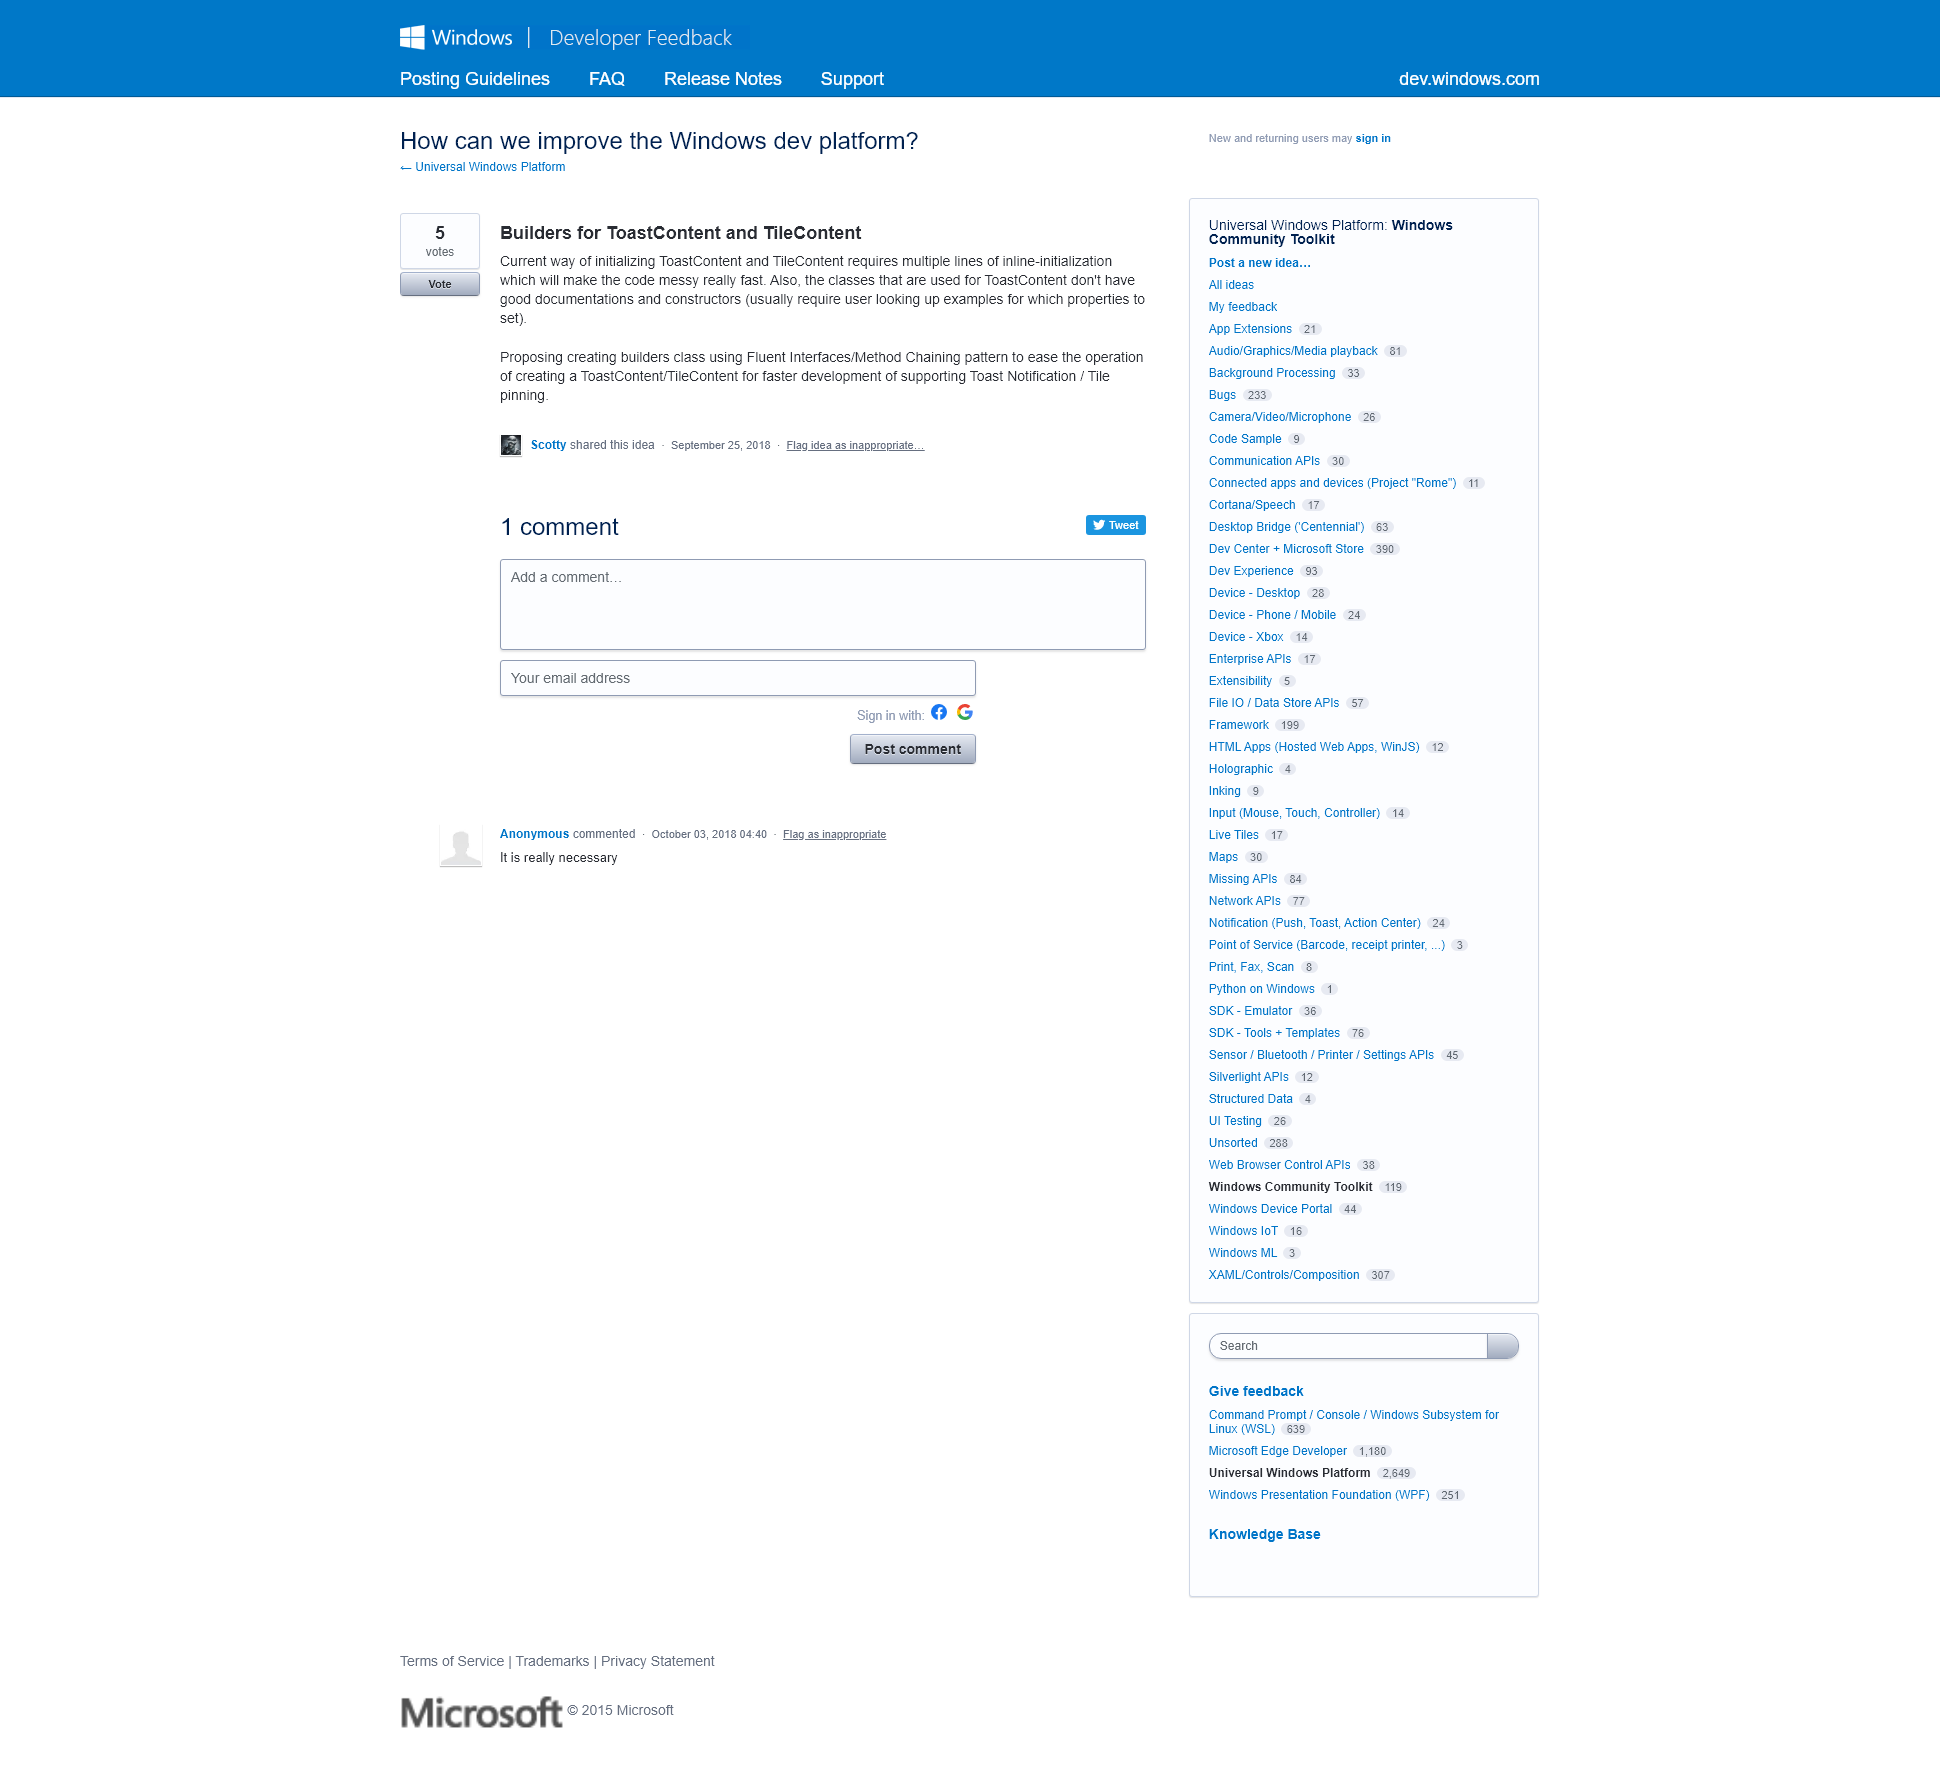 Windows | Developer Feedback
Posting Guidelines FAQ Release Notes Support dev.windows.com
How can we improve the Windows dev platform?
← Universal Windows Platform
New and returning users may sign in
5
votes
Vote
Builders for ToastContent and TileContent
Current way of initializing ToastContent and TileContent requires multiple lines of inline-initialization
which will make the code messy really fast. Also, the classes that are used for ToastContent don't have
good documentations and constructors (usually require user looking up examples for which properties to
set).
Proposing creating builders class using Fluent Interfaces/Method Chaining pattern to ease the operation
of creating a ToastContent/TileContent for faster development of supporting Toast Notification / Tile
pinning.
Scotty shared this idea · September 25, 2018 · Flag idea as inappropriate…
1 comment
Tweet
Add a comment…
Your email address
Sign in with:
Post comment
Anonymous commented · October 03, 2018 04:40 · Flag as inappropriate
It is really necessary
Universal Windows Platform: Windows
Community Toolkit
Post a new idea…
All ideas
My feedback
App Extensions 21
Audio/Graphics/Media playback 81
Background Processing 33
Bugs 233
Camera/Video/Microphone 26
Code Sample 9
Communication APIs 30
Connected apps and devices (Project "Rome") 11
Cortana/Speech 17
Desktop Bridge ('Centennial') 63
Dev Center + Microsoft Store 390
Dev Experience 93
Device - Desktop 28
Device - Phone / Mobile 24
Device - Xbox 14
Enterprise APIs 17
Extensibility 5
File IO / Data Store APIs 57
Framework 199
HTML Apps (Hosted Web Apps, WinJS) 12
Holographic 4
Inking 9
Input (Mouse, Touch, Controller) 14
Live Tiles 17
Maps 30
Missing APIs 84
Network APIs 77
Notification (Push, Toast, Action Center) 24
Point of Service (Barcode, receipt printer, ...) 3
Print, Fax, Scan 8
Python on Windows 1
SDK - Emulator 36
SDK - Tools + Templates 76
Sensor / Bluetooth / Printer / Settings APIs 45
Silverlight APIs 12
Structured Data 4
UI Testing 26
Unsorted 288
Web Browser Control APIs 38
Windows Community Toolkit 119
Windows Device Portal 44
Windows IoT 16
Windows ML 3
XAML/Controls/Composition 307
Search
Give feedback
Command Prompt / Console / Windows Subsystem for
Linux (WSL) 639
Microsoft Edge Developer 1,180
Universal Windows Platform 2,649
Windows Presentation Foundation (WPF) 251
Knowledge Base
Terms of Service | Trademarks | Privacy Statement
Microsoft © 2015 Microsoft